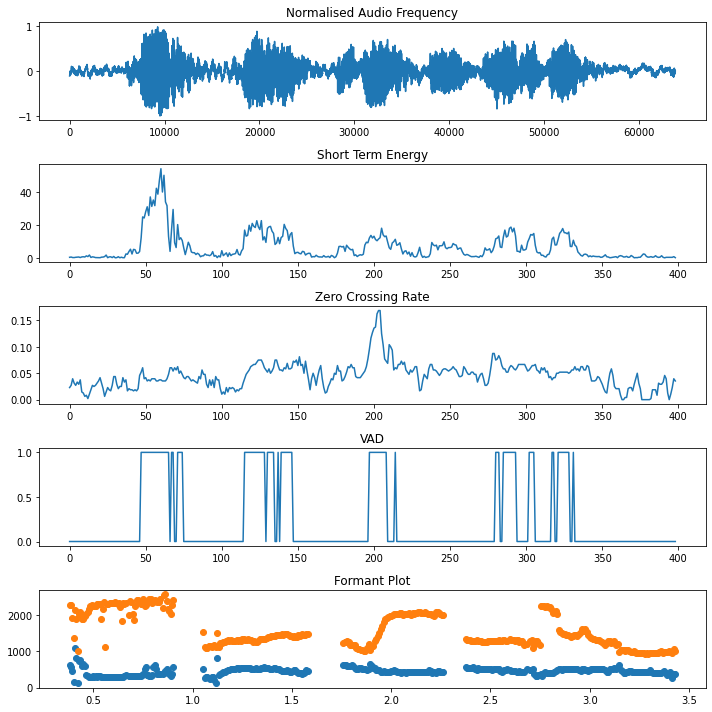 Normalised Audio Frequency
1
0
−1
0 10000 20000 30000 40000 50000 60000
Short Term Energy
40
20
0
0 50 100 150 200 250 300 350 400
Zero Crossing Rate
0.15
0.10
0.05
0.00
0 50 100 150 200 250 300 350 400
VAD
1.0
0.5
0.0
0 50 100 150 200 250 300 350 400
Formant Plot
2000
1000
0
0.5 1.0 1.5 2.0 2.5 3.0 3.5